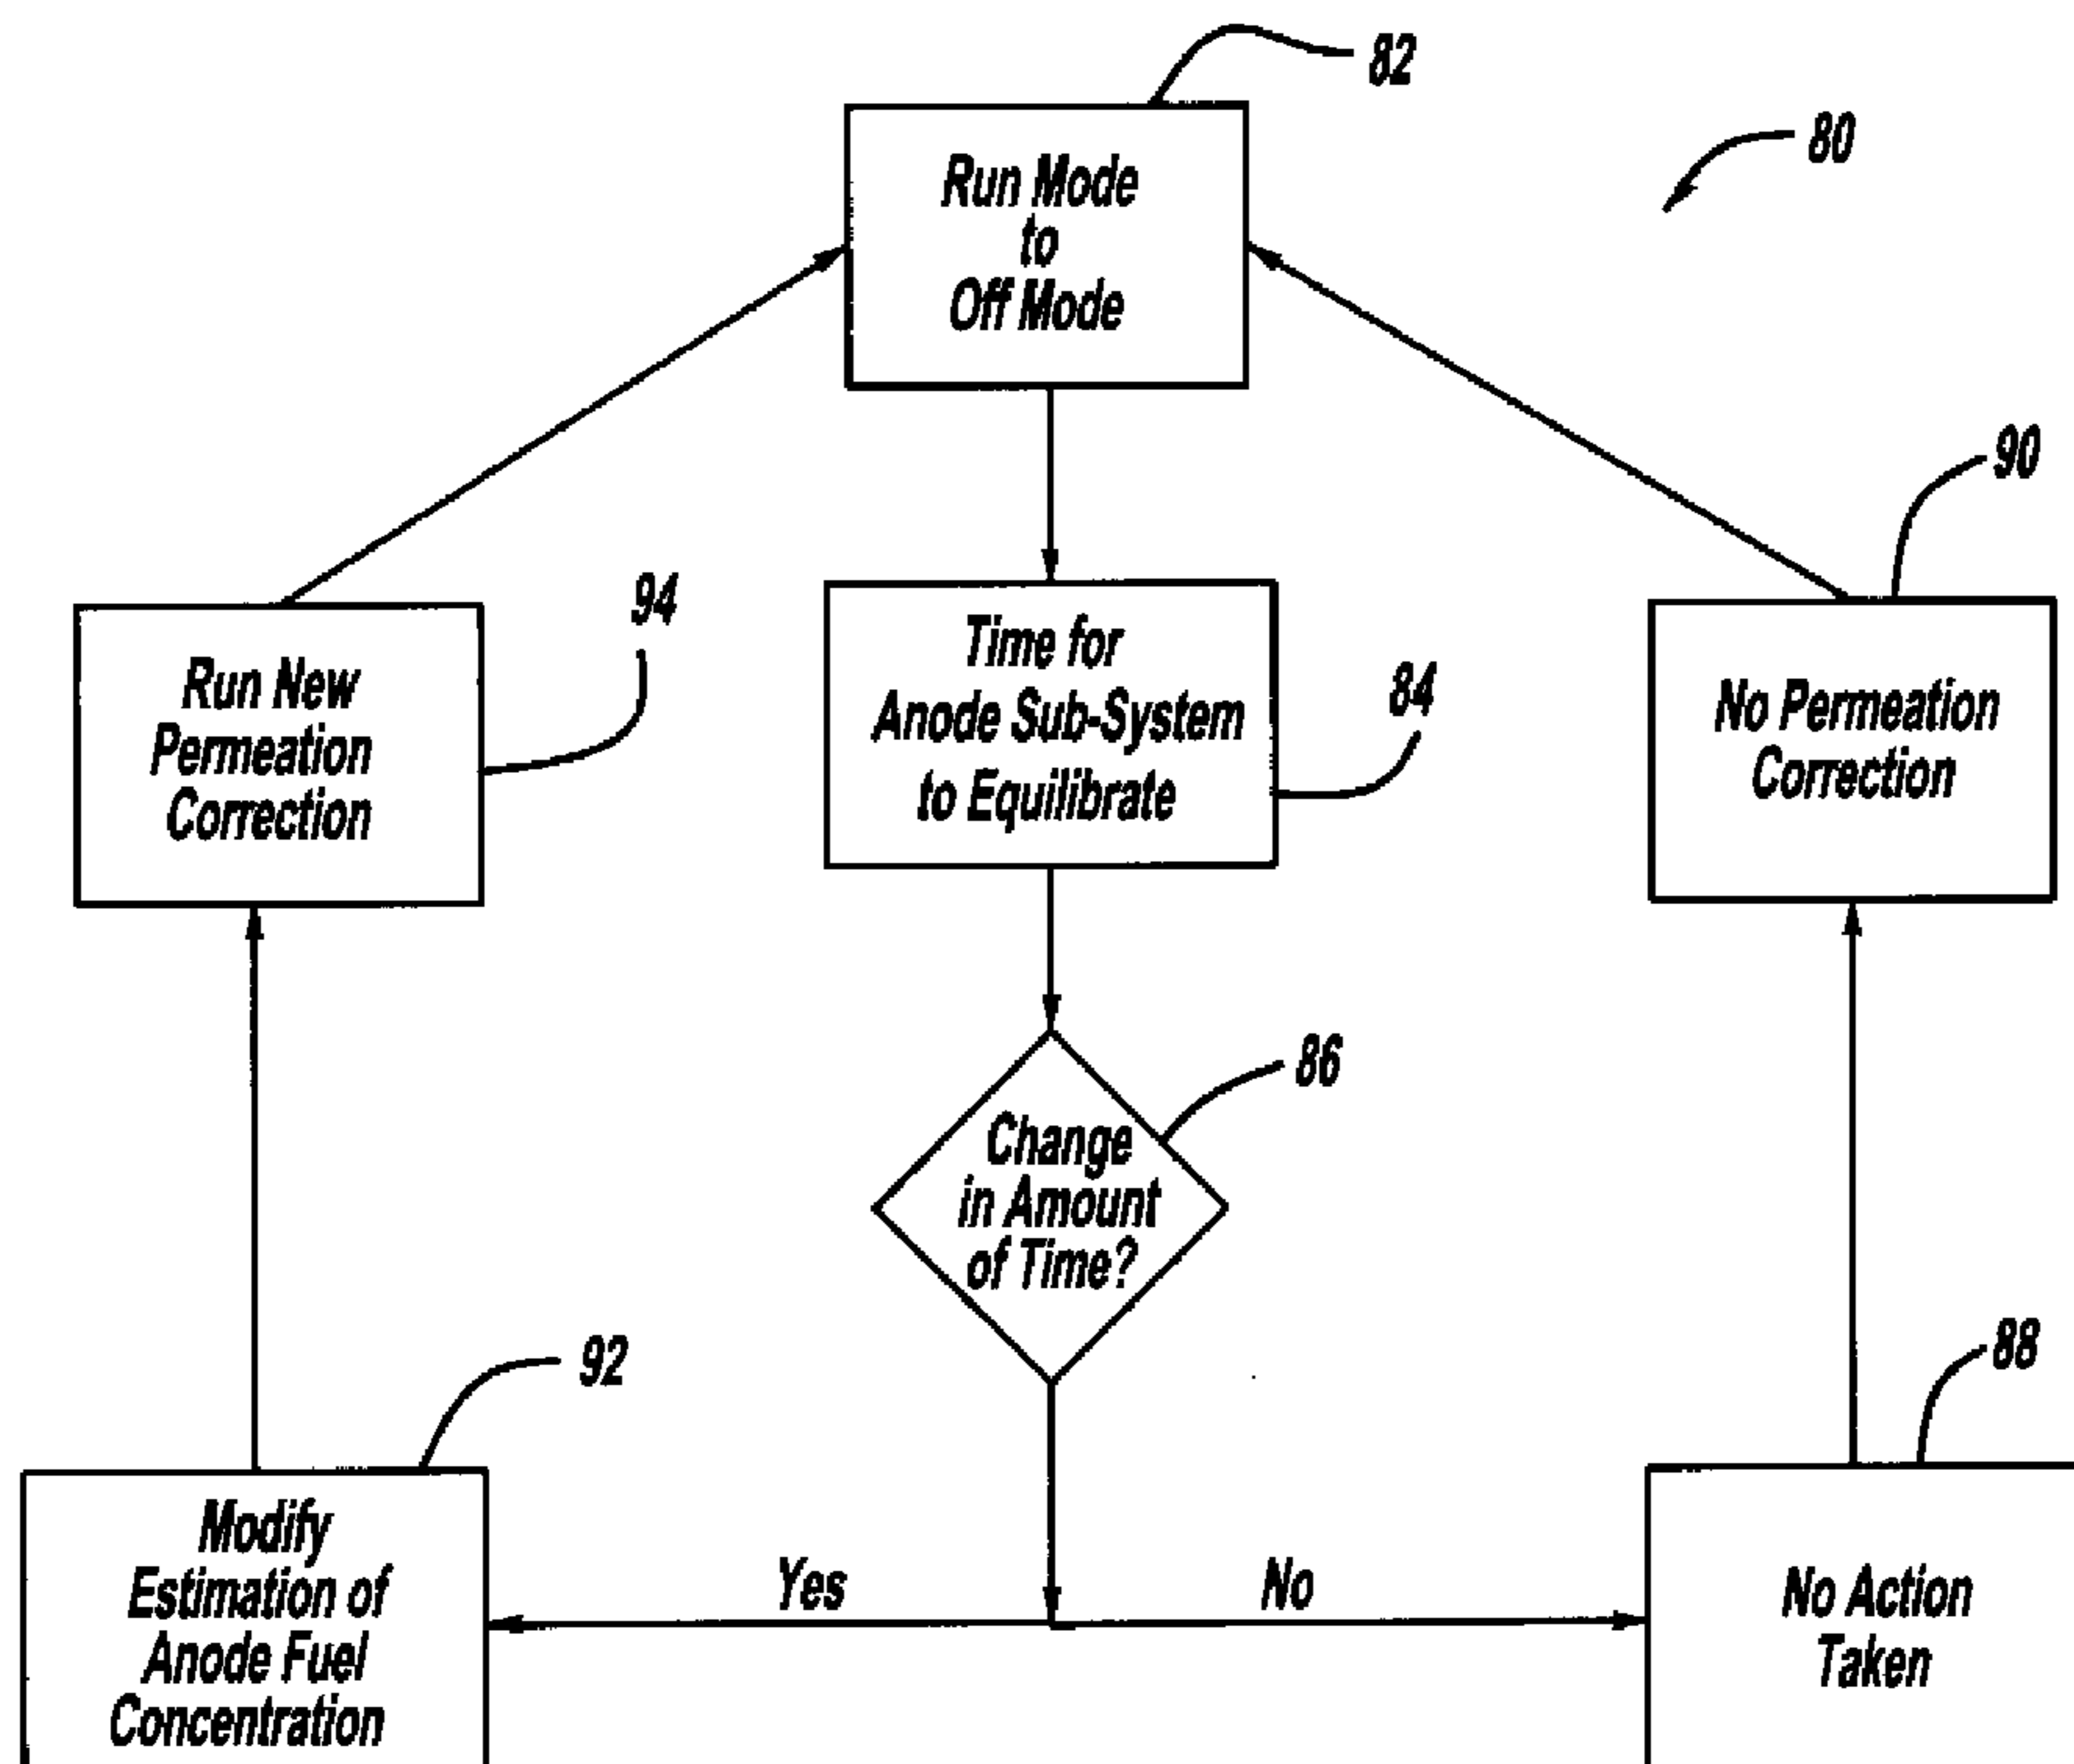 82
80
Run Mode
to
Off Mode
90
94
Run New
Permeation
Correction
Time for
Anode Sub-System
to Equilibrate
84
No Permeation
Correction
86
Change
in Amount
of Time?
92
88
Modify
Estimation of
Anode Fuel
Concentration
Yes
No
No Action
Taken